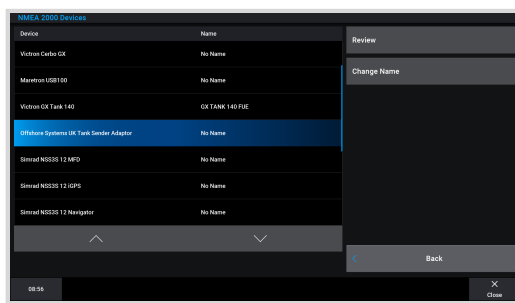 NMEA 2000 Devices
Device Name
Review
Victron Cerbo GX No Name
Change Name
Maretron USB100 No Name
Victron GX Tank 140 GX TANK 140 FUE
Offshore Systems UK Tank Sender Adaptor No Name
Simrad NSS3S 12 MFD No Name
Simrad NSS3S 12 iGPS No Name
Simrad NSS3S 12 Navigator No Name
Back
08:56
Close